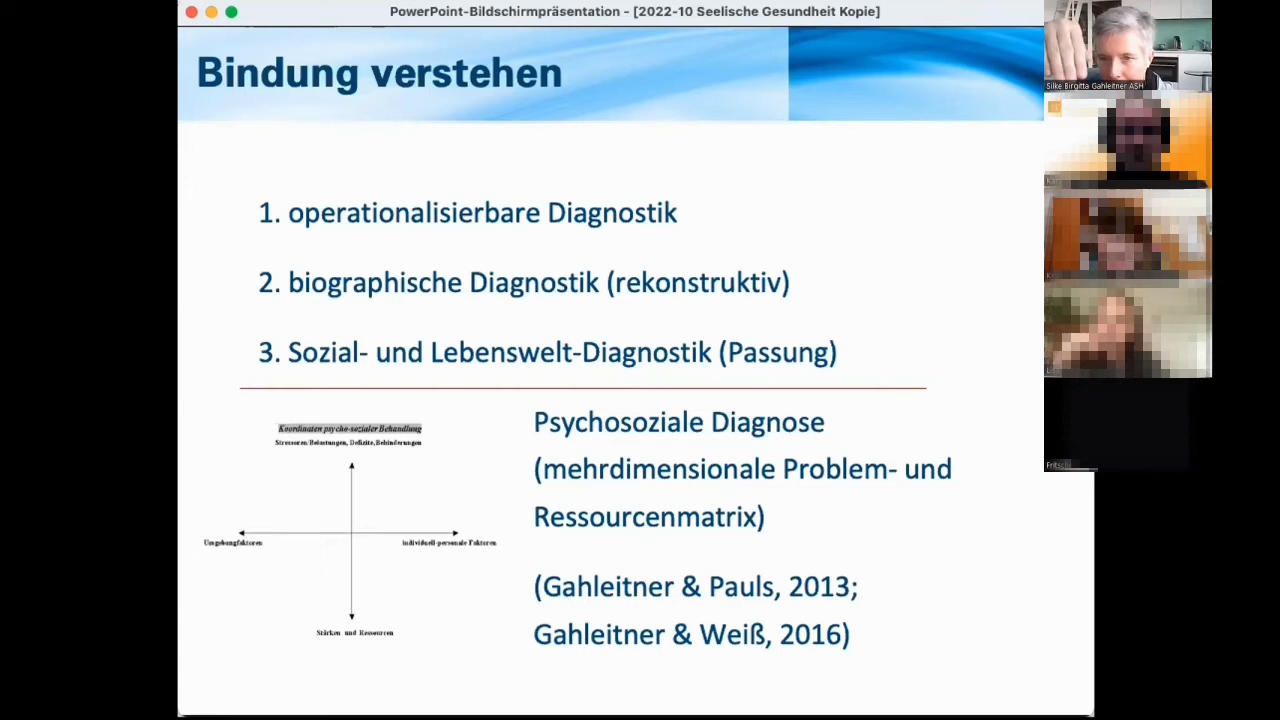 PowerPoint-Bildschirmpräsentation - [2022-10 Seelische Gesundheit Kopie]
Bindung verstehen
1. operationalisierbare Diagnostik
2. biographische Diagnostik (rekonstruktiv)
3. Sozial- und Lebenswelt-Diagnostik (Passung)
Koordinaten psycho-sozialer Behandlung
Stressoren/Belastungen, Defizite, Behinderungen
Umgebungfaktoren
individuell-personale Faktoren
Stärken und Ressourcen
Psychosoziale Diagnose
(mehrdimensionale Problem- und
Ressourcenmatrix)
(Gahleitner & Pauls, 2013;
Gahleitner & Weiß, 2016)
Silke Birgitta Gahleitner ASH